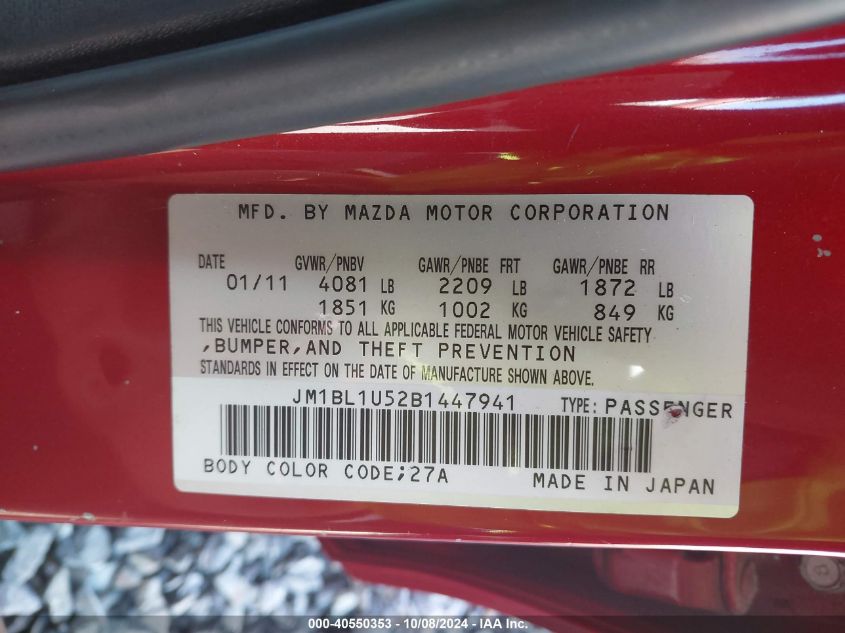 MFD. BY MAZDA MOTOR CORPORATION
DATE GVWR/PNBV GAWR/PNBE FRT GAWR/PNBE RR
01/11 4081 LB 2209 LB 1872 LB
1851 KG 1002 KG 849 KG
THIS VEHICLE CONFORMS TO ALL APPLICABLE FEDERAL MOTOR VEHICLE SAFETY
,BUMPER,AND THEFT PREVENTION
STANDARDS IN EFFECT ON THE DATE OF MANUFACTURE SHOWN ABOVE.
JM1BL1U52B1447941 TYPE: PASSENGER
BODY COLOR CODE;27A MADE IN JAPAN
000-40550353 - 10/08/2024 - IAA Inc.